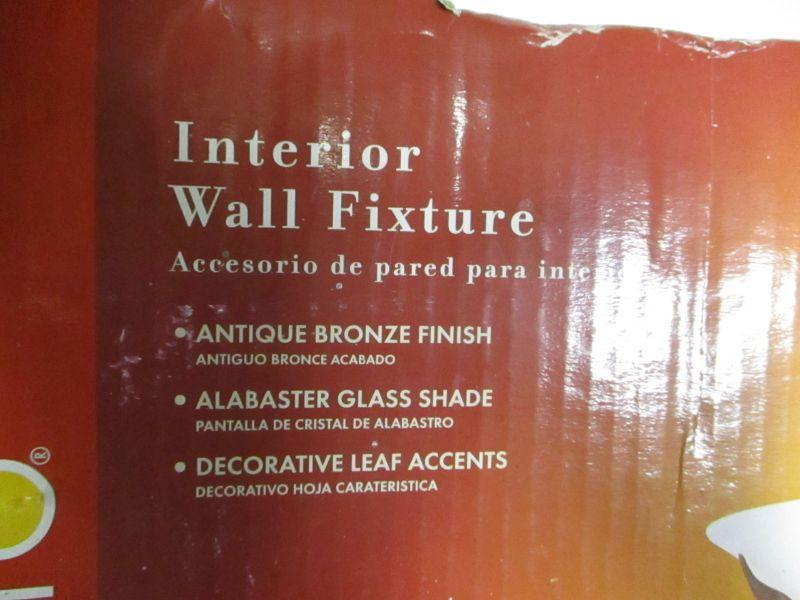 Interior
Wall Fixture
Accesorio de pared para
• ANTIQUE BRONZE FINISH
ANTIGUO BRONCE ACABADO
• ALABASTER GLASS SHADE
PANTALLA DE CRISTAL DE ALABASTRO
• DECORATIVE LEAF ACCENTS
DECORATIVO HOJA CARATERISTICA
®